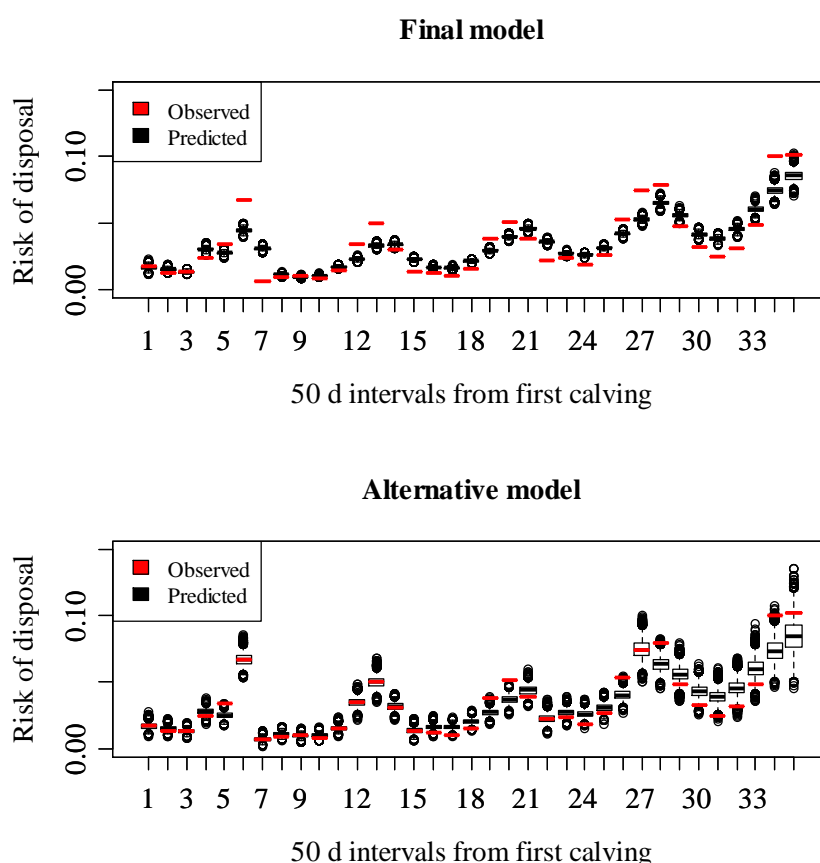 Final model
Risk of disposal
0.00 0.10
Observed
Predicted
1 3 5 7 9 12 15 18 21 24 27 30 33
50 d intervals from first calving
Alternative model
Risk of disposal
0.00 0.10
Observed
Predicted
1 3 5 7 9 12 15 18 21 24 27 30 33
50 d intervals from first calving